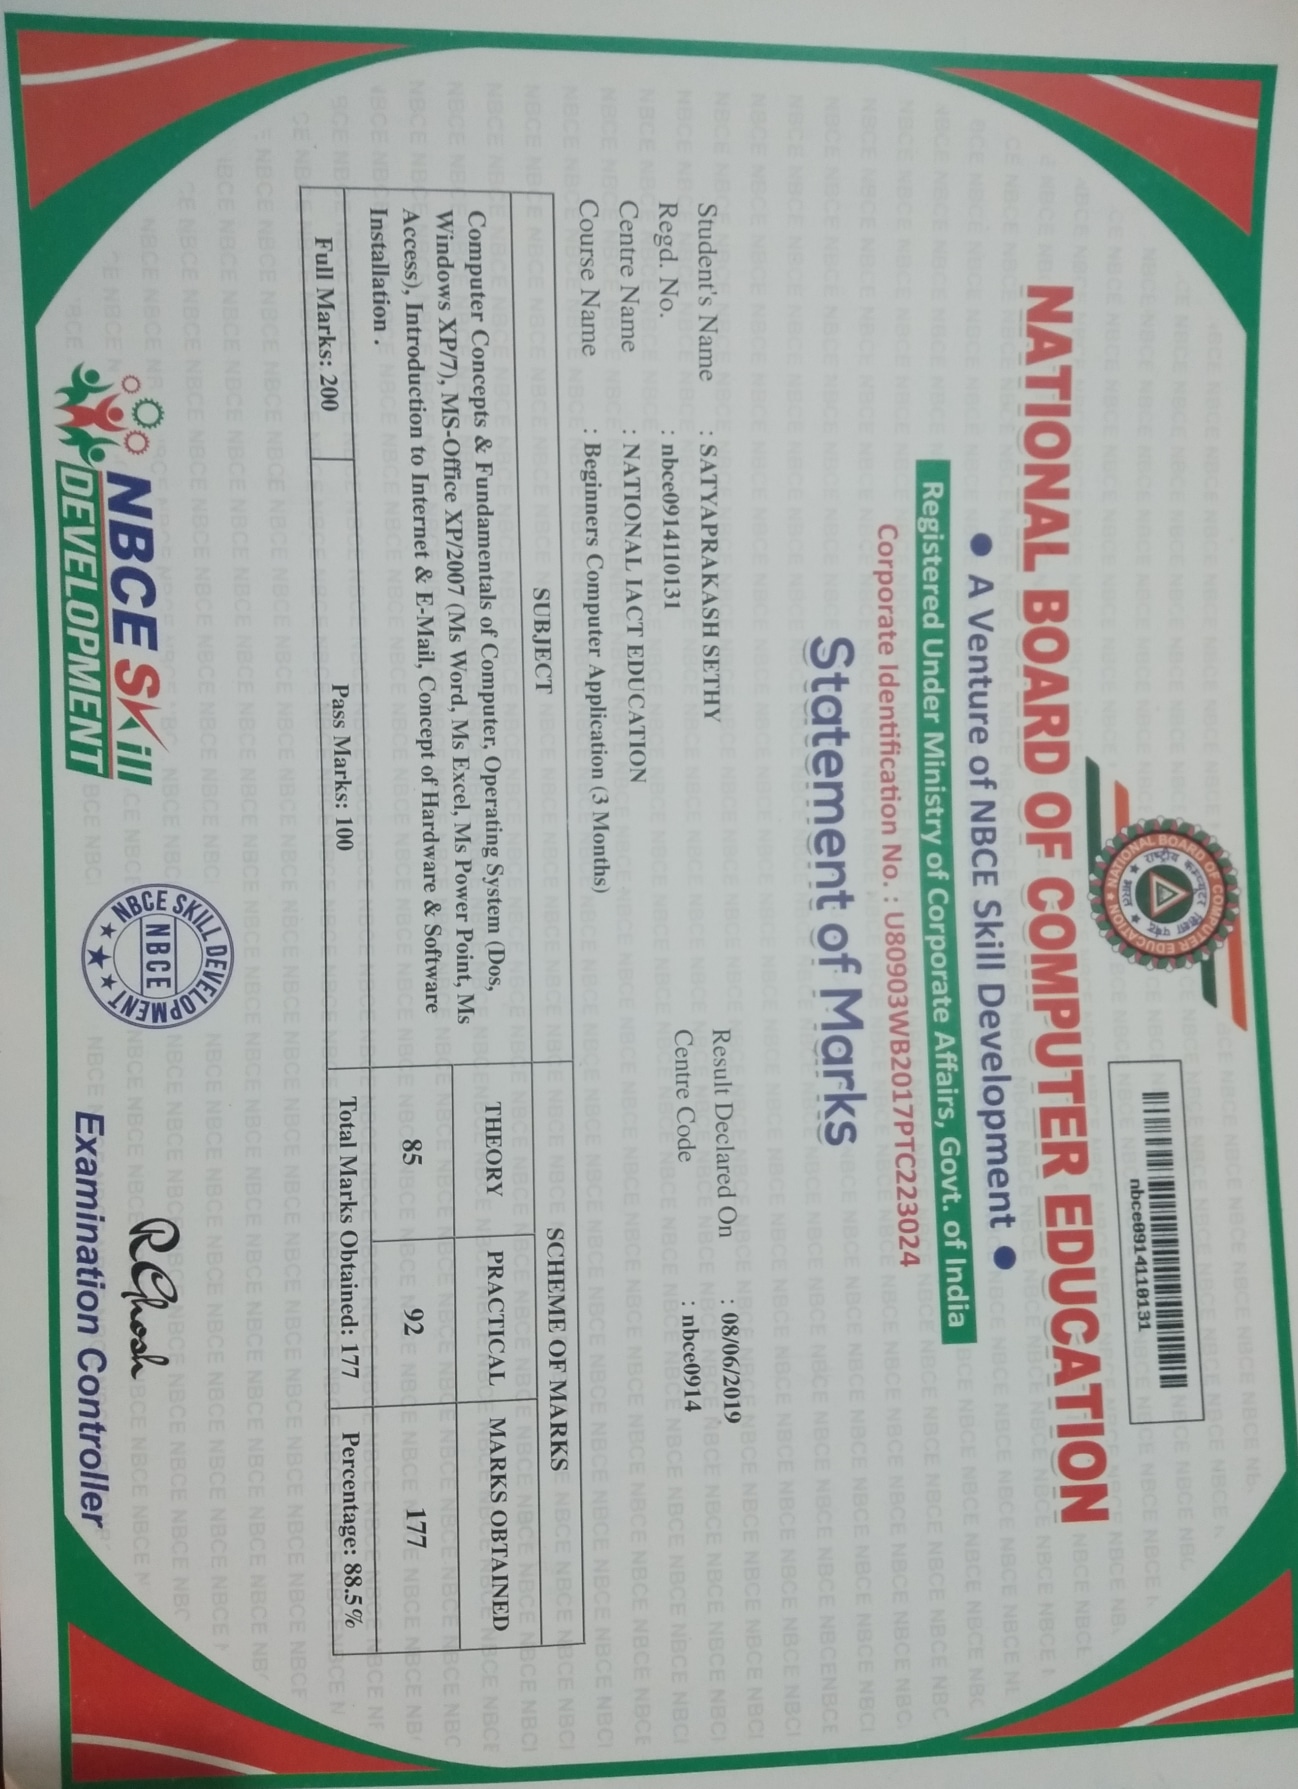 nbce0914110131
NATIONAL BOARD OF COMPUTER EDUCATION
राष्ट्रीय कम्प्यूटर शिक्षा पर्षद
भारत
NATIONAL BOARD OF COMPUTER EDUCATION
● A Venture of NBCE Skill Development ●
Registered Under Ministry of Corporate Affairs, Govt. of India
Corporate Identification No. : U80903WB2017PTC223024
Statement of Marks
Student's Name : SATYAPRAKASH SETHY Result Declared On : 08/06/2019
Regd. No. : nbce0914110131 Centre Code : nbce0914
Centre Name : NATIONAL IACT EDUCATION
Course Name : Beginners Computer Application (3 Months)
SUBJECT SCHEME OF MARKS
THEORY PRACTICAL MARKS OBTAINED
Computer Concepts & Fundamentals of Computer, Operating System (Dos,
Windows XP/7), MS-Office XP/2007 (Ms Word, Ms Excel, Ms Power Point, Ms
Access), Introduction to Internet & E-Mail, Concept of Hardware & Software
Installation .
85 92 177
Full Marks: 200 Pass Marks: 100 Total Marks Obtained: 177 Percentage: 88.5%
NBCE Skill
DEVELOPMENT
NBCE SKILL DEVELOPMENT
NBCE
RGhosh
Examination Controller